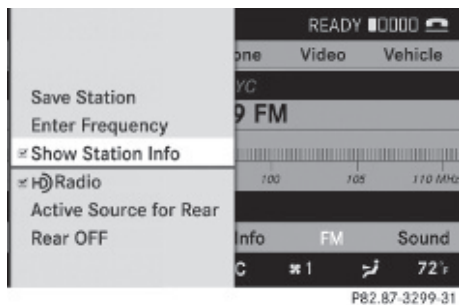 READY
one Video Vehicle
YC
Save Station
9 FM
Enter Frequency
Show Station Info
HD Radio
100 105 110 MHz
Active Source for Rear
Rear OFF
Info FM Sound
C 1 72°F
P82.87-3299-31